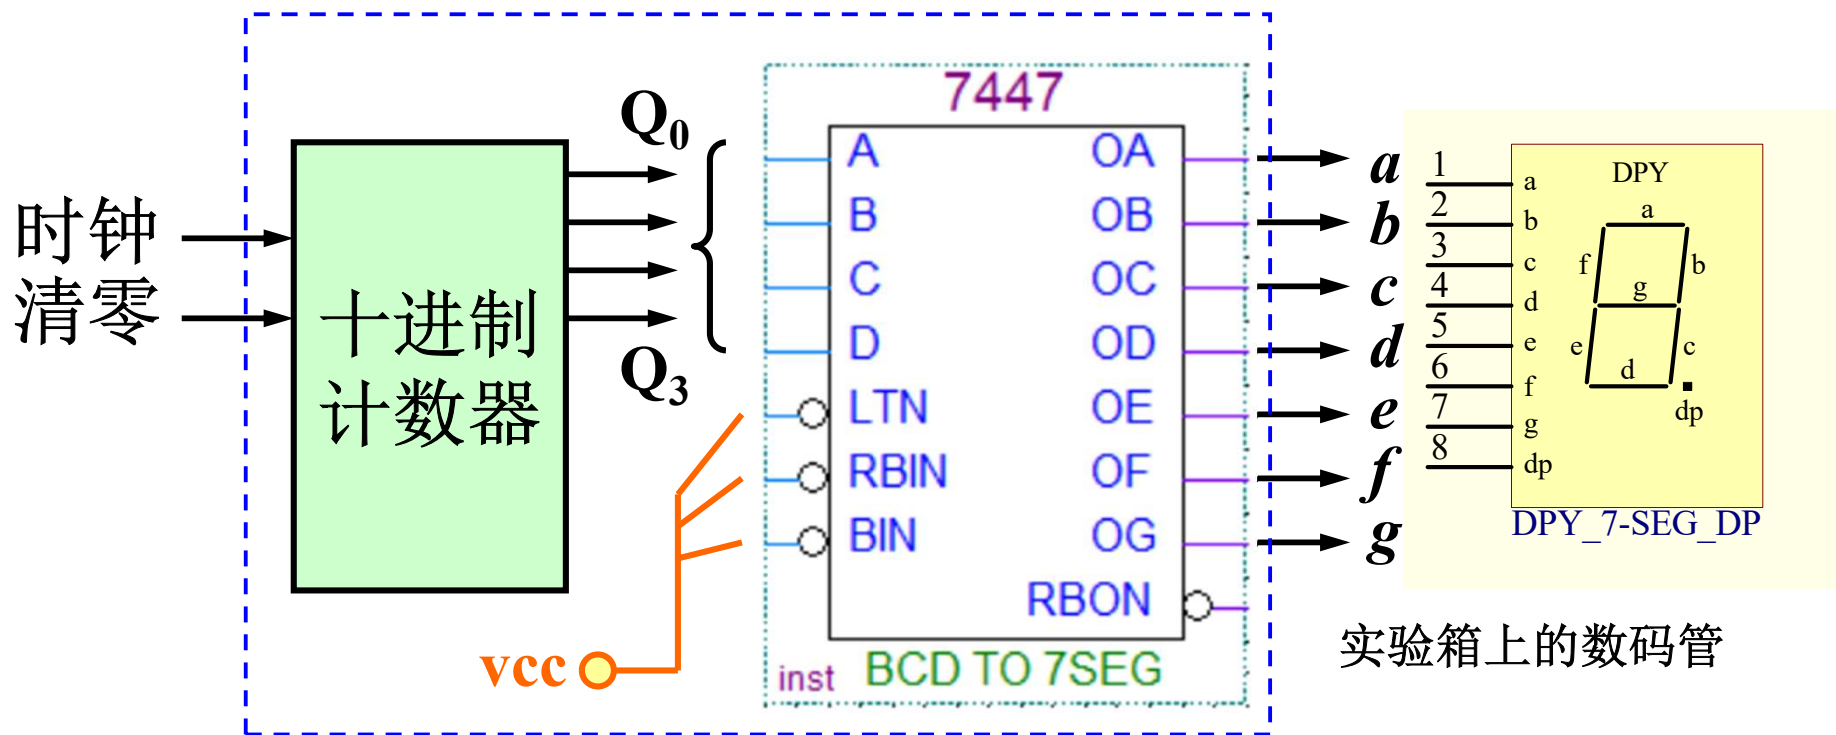 时钟
清零
十进制
计数器
Q0
Q3
vcc
7447
A
B
C
D
LTN
RBIN
BIN
OA
OB
OC
OD
OE
OF
OG
RBON
inst
BCD TO 7SEG
a
b
c
d
e
f
g
1 a
2 b
3 c
4 d
5 e
6 f
7 g
8 dp
DPY
a
f
b
g
e
c
d
dp
DPY_7-SEG_DP
实验箱上的数码管